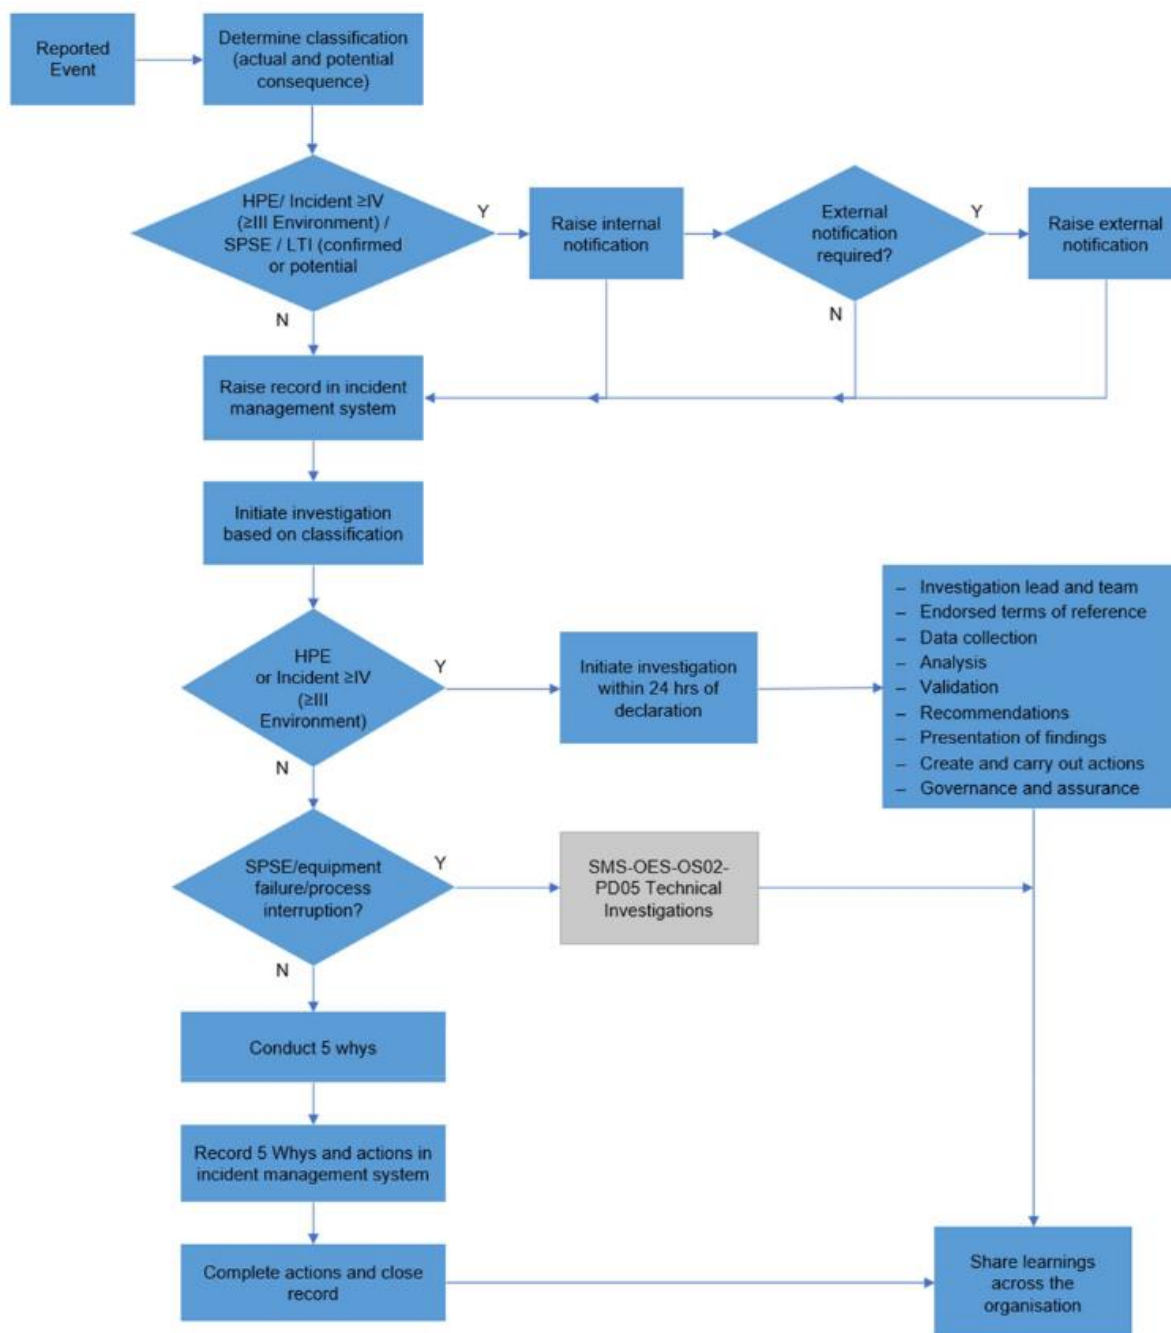 Reported
Event
Determine classification
(actual and potential
consequence)
HPE/ Incident ≥IV
(≥III Environment) /
SPSE / LTI (confirmed
or potential
Y
Raise internal
notification
External
notification
required?
Y
Raise external
notification
N
N
Raise record in incident
management system
Initiate investigation
based on classification
HPE
or Incident ≥IV
(≥III
Environment)
Y
Initiate investigation
within 24 hrs of
declaration
– Investigation lead and team
– Endorsed terms of reference
– Data collection
– Analysis
– Validation
– Recommendations
– Presentation of findings
– Create and carry out actions
– Governance and assurance
N
SPSE/equipment
failure/process
interruption?
Y
SMS-OES-OS02-
PD05 Technical
Investigations
N
Conduct 5 whys
Record 5 Whys and actions in
incident management system
Complete actions and close
record
Share learnings
across the
organisation